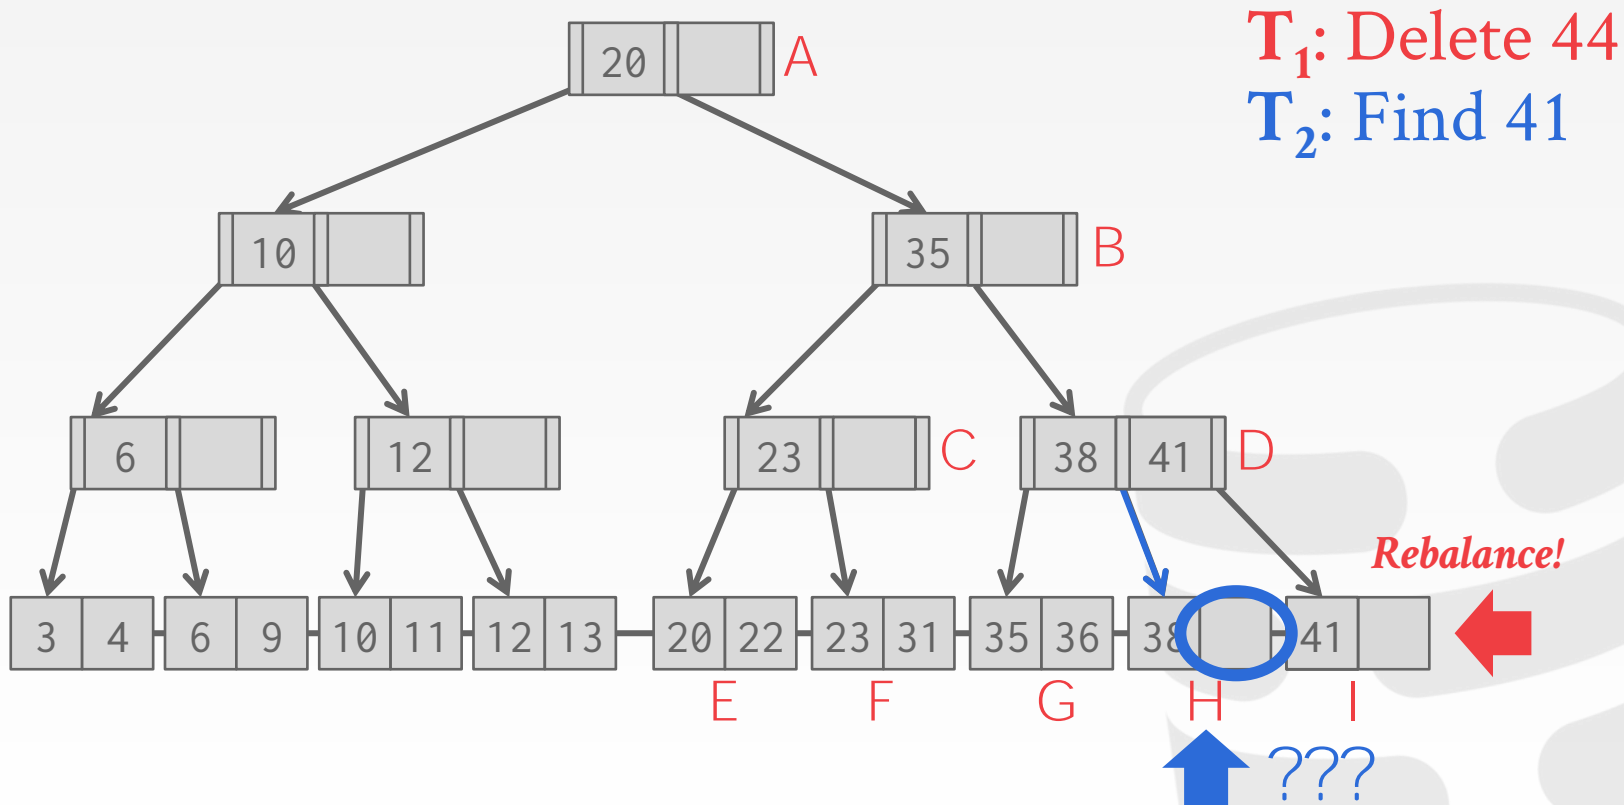 T1: Delete 44
T2: Find 41
20 A
10 35 B
6 12 23 C 38 41 D
Rebalance!
3 4 6 9 10 11 12 13 20 22 23 31 35 36 38 41
E F G H I
???